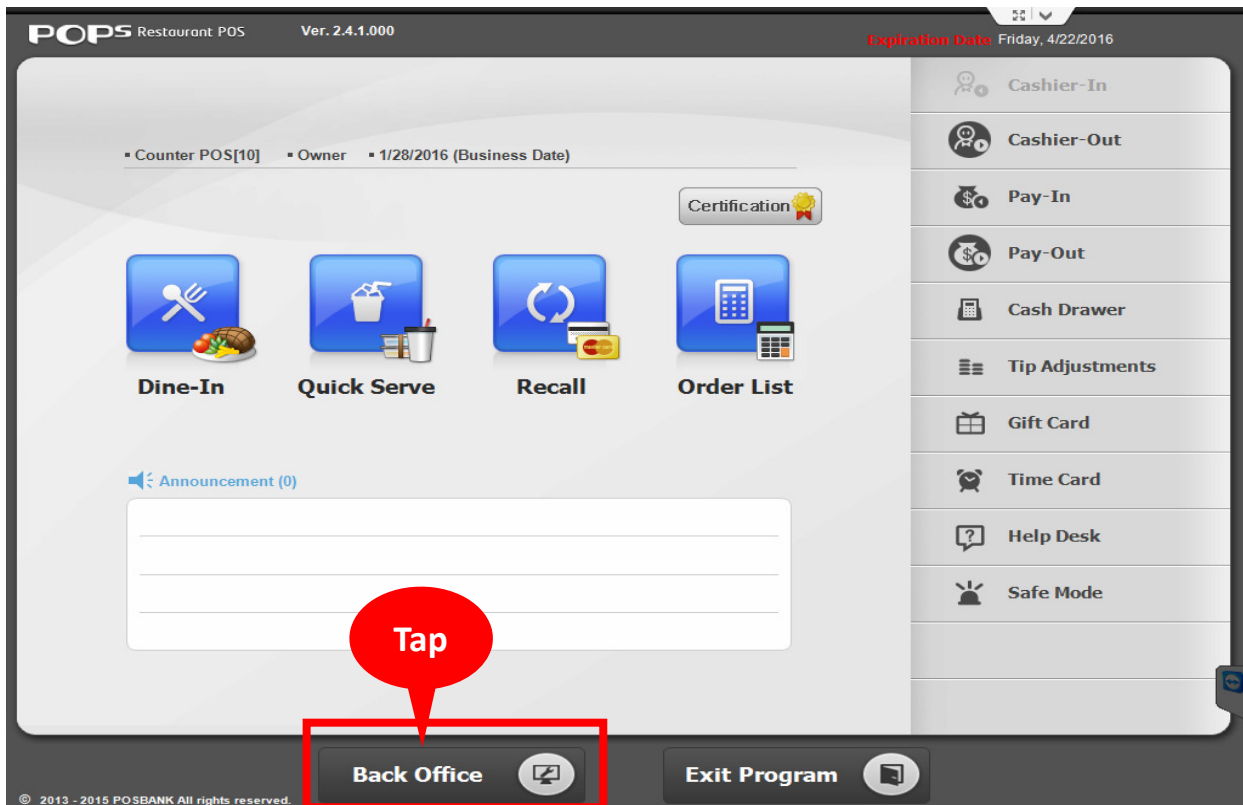 POPS Restaurant POS Ver. 2.4.1.000
Expiration Date Friday, 4/22/2016
Counter POS[10] Owner 1/28/2016 (Business Date)
Certification
Dine-In Quick Serve Recall Order List
Announcement (0)
Tap
Back Office Exit Program
© 2013 - 2015 POSBANK All rights reserved.
Cashier-In
Cashier-Out
Pay-In
Pay-Out
Cash Drawer
Tip Adjustments
Gift Card
Time Card
Help Desk
Safe Mode